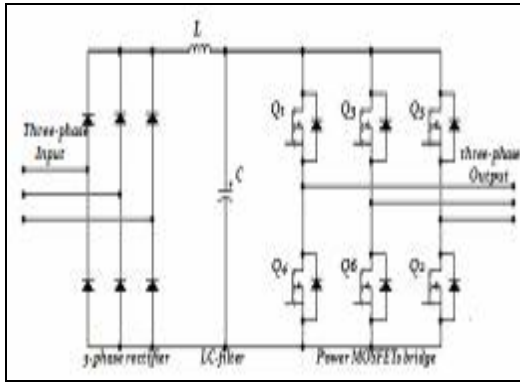 L
Q1
Q3
Q5
Three-phase
Input
three-phase
Output
C
Q4
Q6
Q2
3-phase rectifier
LC-filter
Power MOSFETs bridge